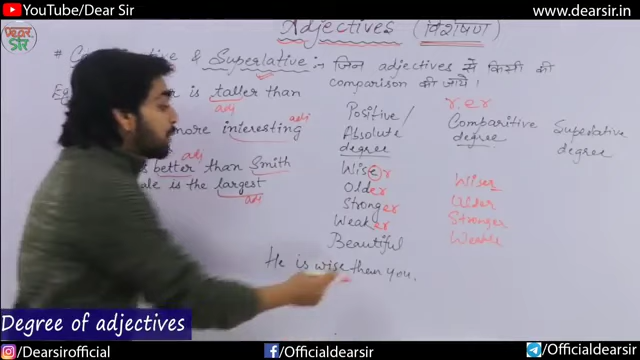 YouTube/ Dear Sir
www.dearsir.in
DEAR
SIR
Adjectives (विशेषण)
& Superlative :- जिन adjectives से किसी की
comparison की जाये।
Eg
is taller than
adj
more interesting
adj
adj
better than Smith
is the largest
adj
Positive/
Absolute
degree
r.er
Comparitive
degree
Superlative
degree
Wiser
Older
Stronger
Weaker
Beautiful
Wiser
Older
Stronger
He is wise than you.
Degree of adjectives
/Dearsirofficial
/Officialdearsir
/Officialdearsir